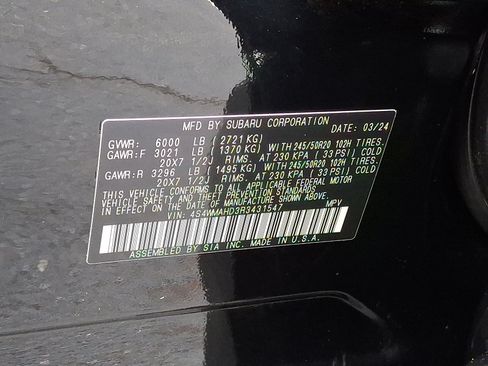 MFD BY SUBARU CORPORATION
DATE: 03/24
GVWR: 6000 LB ( 2721 KG)
GAWR:F 3021 LB ( 1370 KG) WITH 245/50R20 102H TIRES.
20X7 1/2J RIMS. AT 230 KPA ( 33 PSI) COLD
GAWR:R 3296 LB ( 1495 KG) WITH 245/50R20 102H TIRES.
20X7 1/2J RIMS. AT 230 KPA ( 33 PSI) COLD
THIS VEHICLE CONFORMS TO ALL APPLICABLE FEDERAL MOTOR
VEHICLE SAFETY AND THEFT PREVENTION STANDARDS
IN EFFECT ON THE DATE OF MANUFACTURE SHOWN ABOVE.
VIN: 4S4WMAHD3R3431547 MPV
ASSEMBLED BY SIA INC. MADE IN U.S.A.